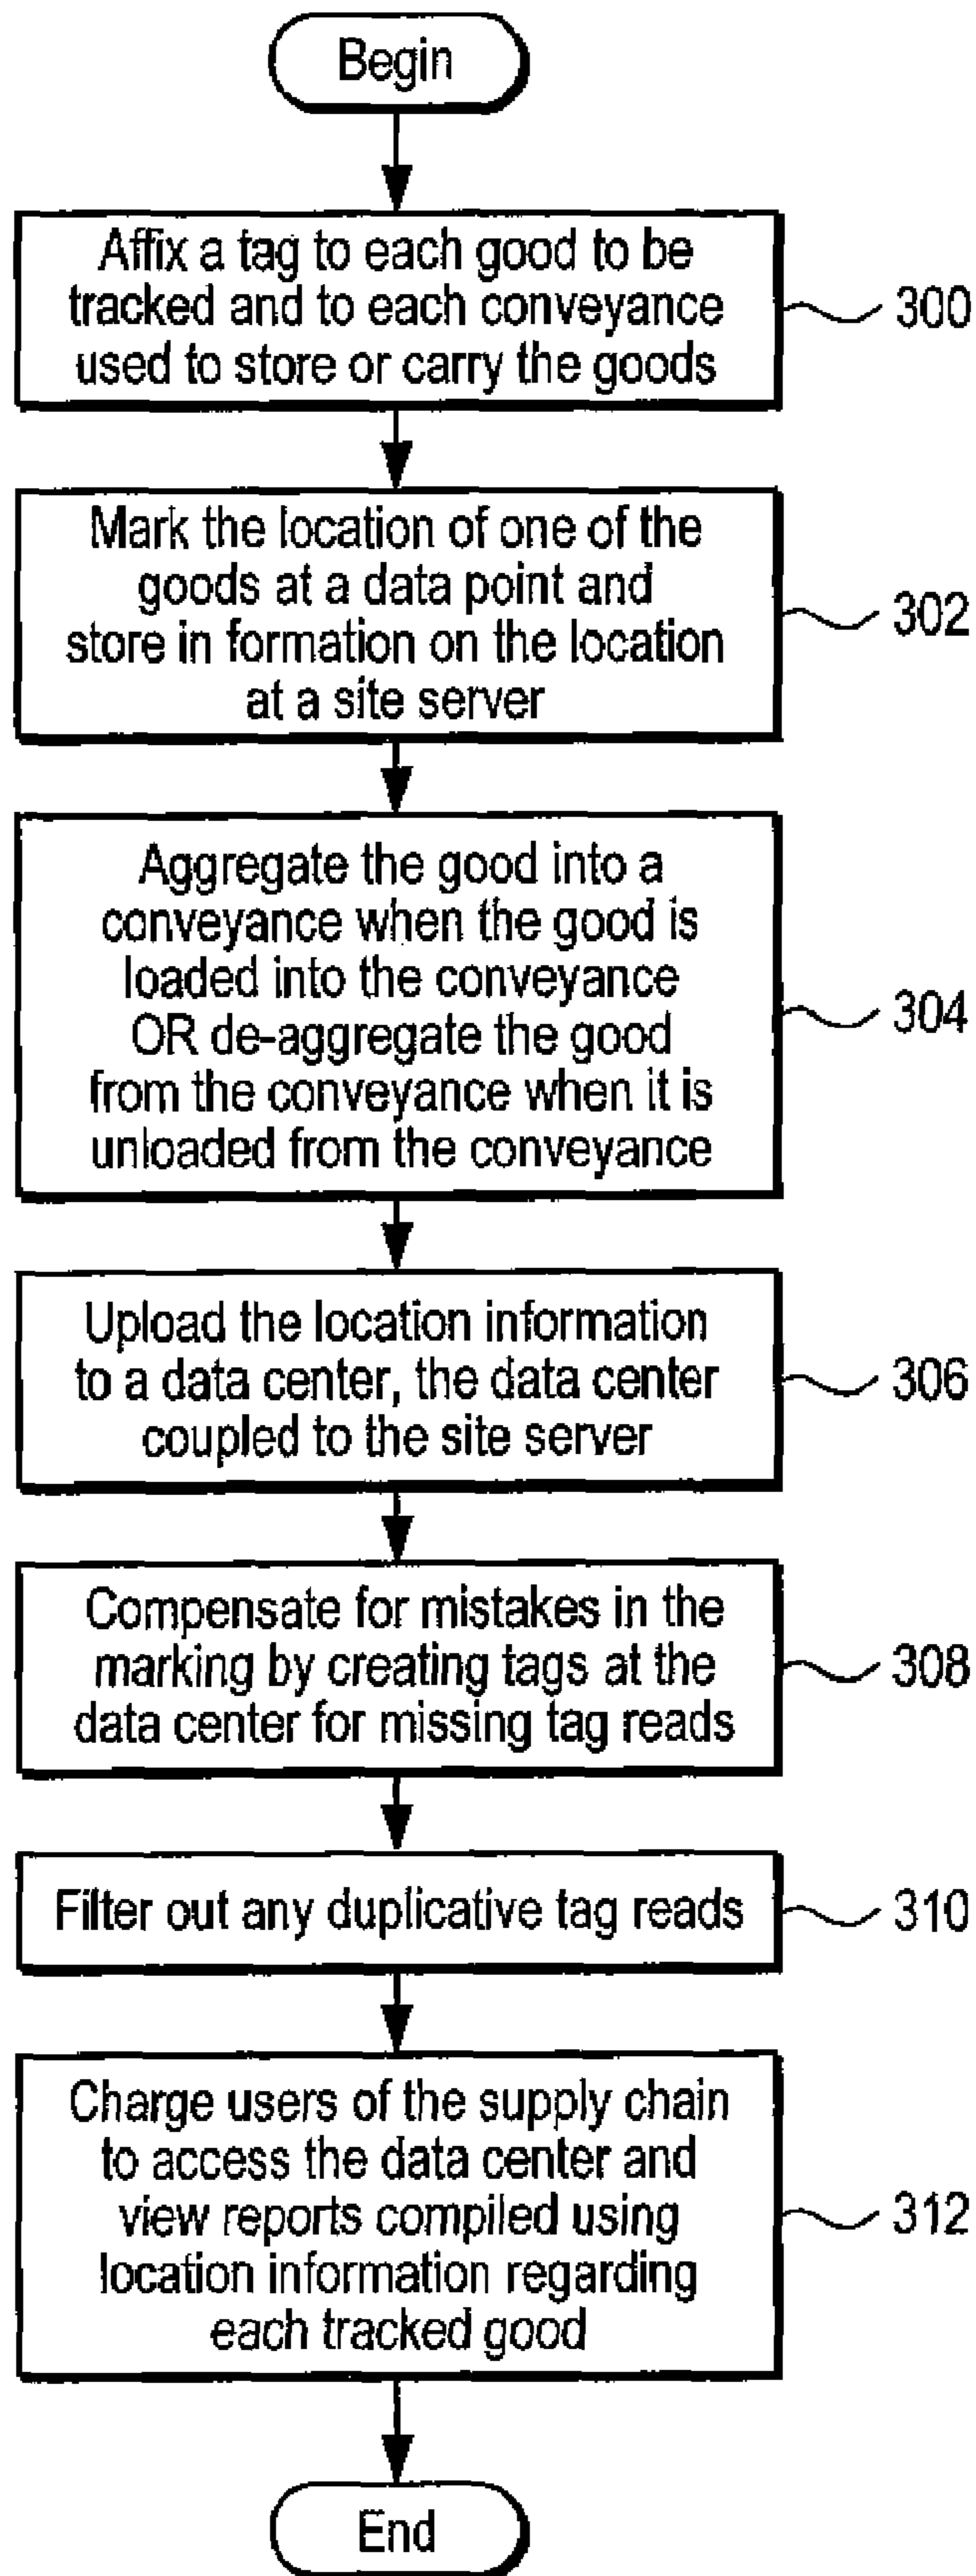 Begin
Affix a tag to each good to be
tracked and to each conveyance
used to store or carry the goods
300
Mark the location of one of the
goods at a data point and
store in formation on the location
at a site server
302
Aggregate the good into a
conveyance when the good is
loaded into the conveyance
OR de-aggregate the good
from the conveyance when it is
unloaded from the conveyance
304
Upload the location information
to a data center, the data center
coupled to the site server
306
Compensate for mistakes in the
marking by creating tags at the
data center for missing tag reads
308
Filter out any duplicative tag reads
310
Charge users of the supply chain
to access the data center and
view reports compiled using
location information regarding
each tracked good
312
End